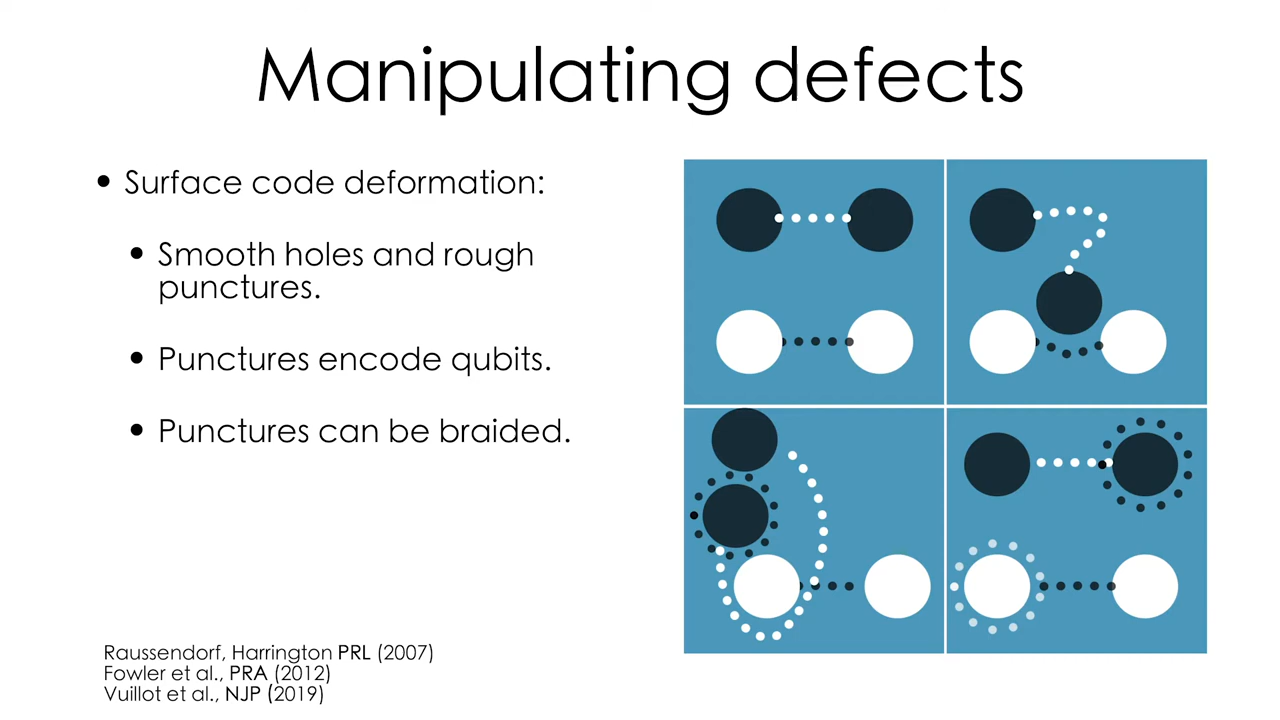 Manipulating defects
• Surface code deformation:
• Smooth holes and rough
punctures.
• Punctures encode qubits.
• Punctures can be braided.
Raussendorf, Harrington PRL (2007)
Fowler et al., PRA (2012)
Vuillot et al., NJP (2019)